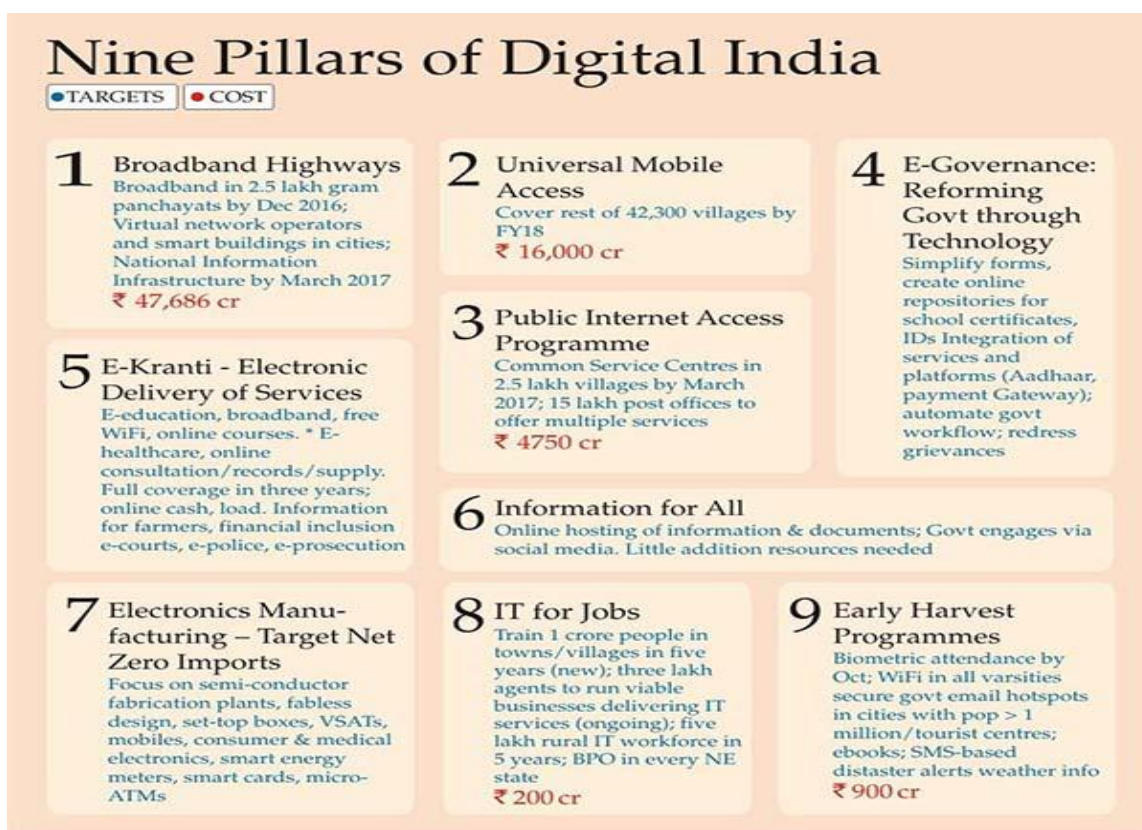 Nine Pillars of Digital India
•TARGETS •COST
1 Broadband Highways
Broadband in 2.5 lakh gram
panchayats by Dec 2016;
Virtual network operators
and smart buildings in cities;
National Information
Infrastructure by March 2017
₹ 47,686 cr
2 Universal Mobile
Access
Cover rest of 42,300 villages by
FY18
₹ 16,000 cr
3 Public Internet Access
Programme
Common Service Centres in
2.5 lakh villages by March
2017; 15 lakh post offices to
offer multiple services
₹ 4750 cr
4 E-Governance:
Reforming
Govt through
Technology
Simplify forms,
create online
repositories for
school certificates,
IDs Integration of
services and
platforms (Aadhaar,
payment Gateway);
automate govt
workflow; redress
grievances
5 E-Kranti - Electronic
Delivery of Services
E-education, broadband, free
WiFi, online courses. * E-
healthcare, online
consultation/records/supply.
Full coverage in three years;
online cash, load. Information
for farmers, financial inclusion
e-courts, e-police, e-prosecution
6 Information for All
Online hosting of information & documents; Govt engages via
social media. Little addition resources needed
7 Electronics Manu-
facturing – Target Net
Zero Imports
Focus on semi-conductor
fabrication plants, fabless
design, set-top boxes, VSATs,
mobiles, consumer & medical
electronics, smart energy
meters, smart cards, micro-
ATMs
8 IT for Jobs
Train 1 crore people in
towns/villages in five
years (new); three lakh
agents to run viable
businesses delivering IT
services (ongoing); five
lakh rural IT workforce in
5 years; BPO in every NE
state
₹ 200 cr
9 Early Harvest
Programmes
Biometric attendance by
Oct; WiFi in all varsities
secure govt email hotspots
in cities with pop > 1
million/tourist centres;
ebooks; SMS-based
distaster alerts weather info
₹ 900 cr